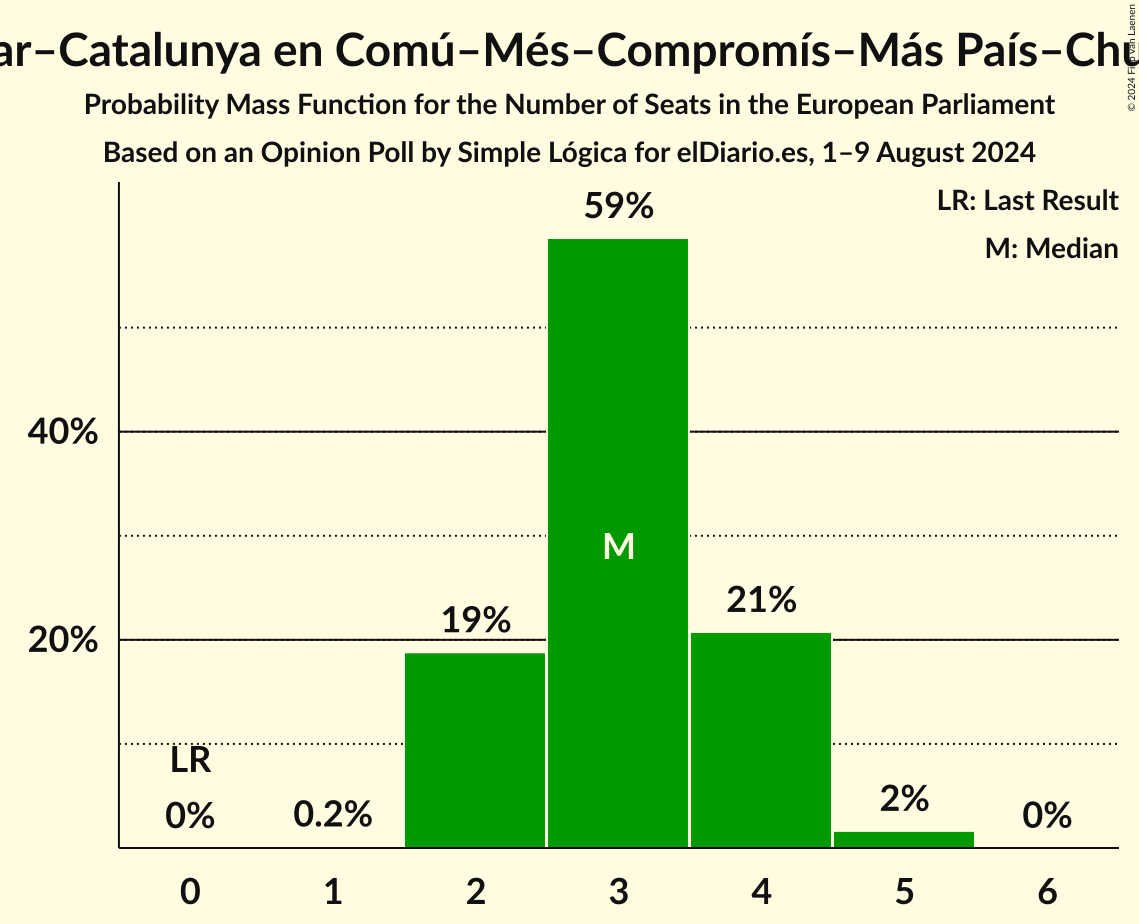 ar–Catalunya en Comú–Més–Compromís–Más País–Chu
Probability Mass Function for the Number of Seats in the European Parliament
Based on an Opinion Poll by Simple Lógica for elDiario.es, 1–9 August 2024
© 2024 Filip van Laenen
LR: Last Result
M: Median
59%
40%
M
21%
19%
20%
LR
0%
0.2%
2%
0%
0 1 2 3 4 5 6